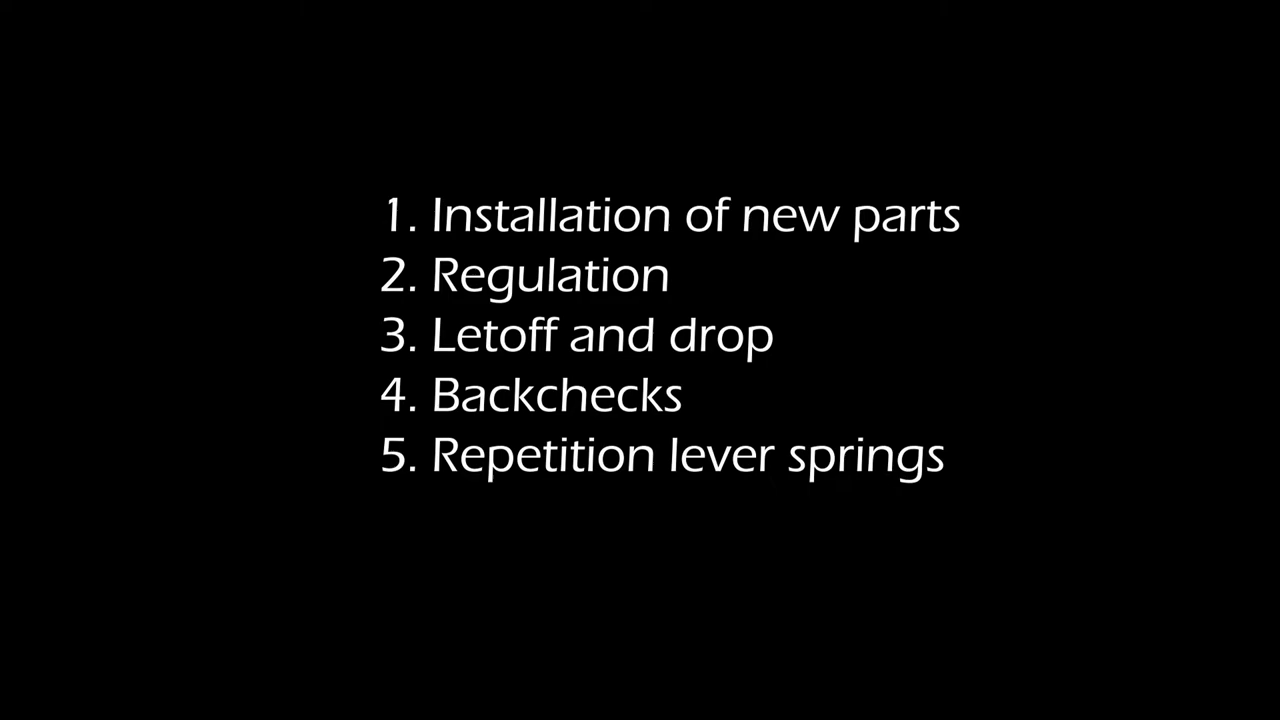 1. Installation of new parts
2. Regulation
3. Letoff and drop
4. Backchecks
5. Repetition lever springs